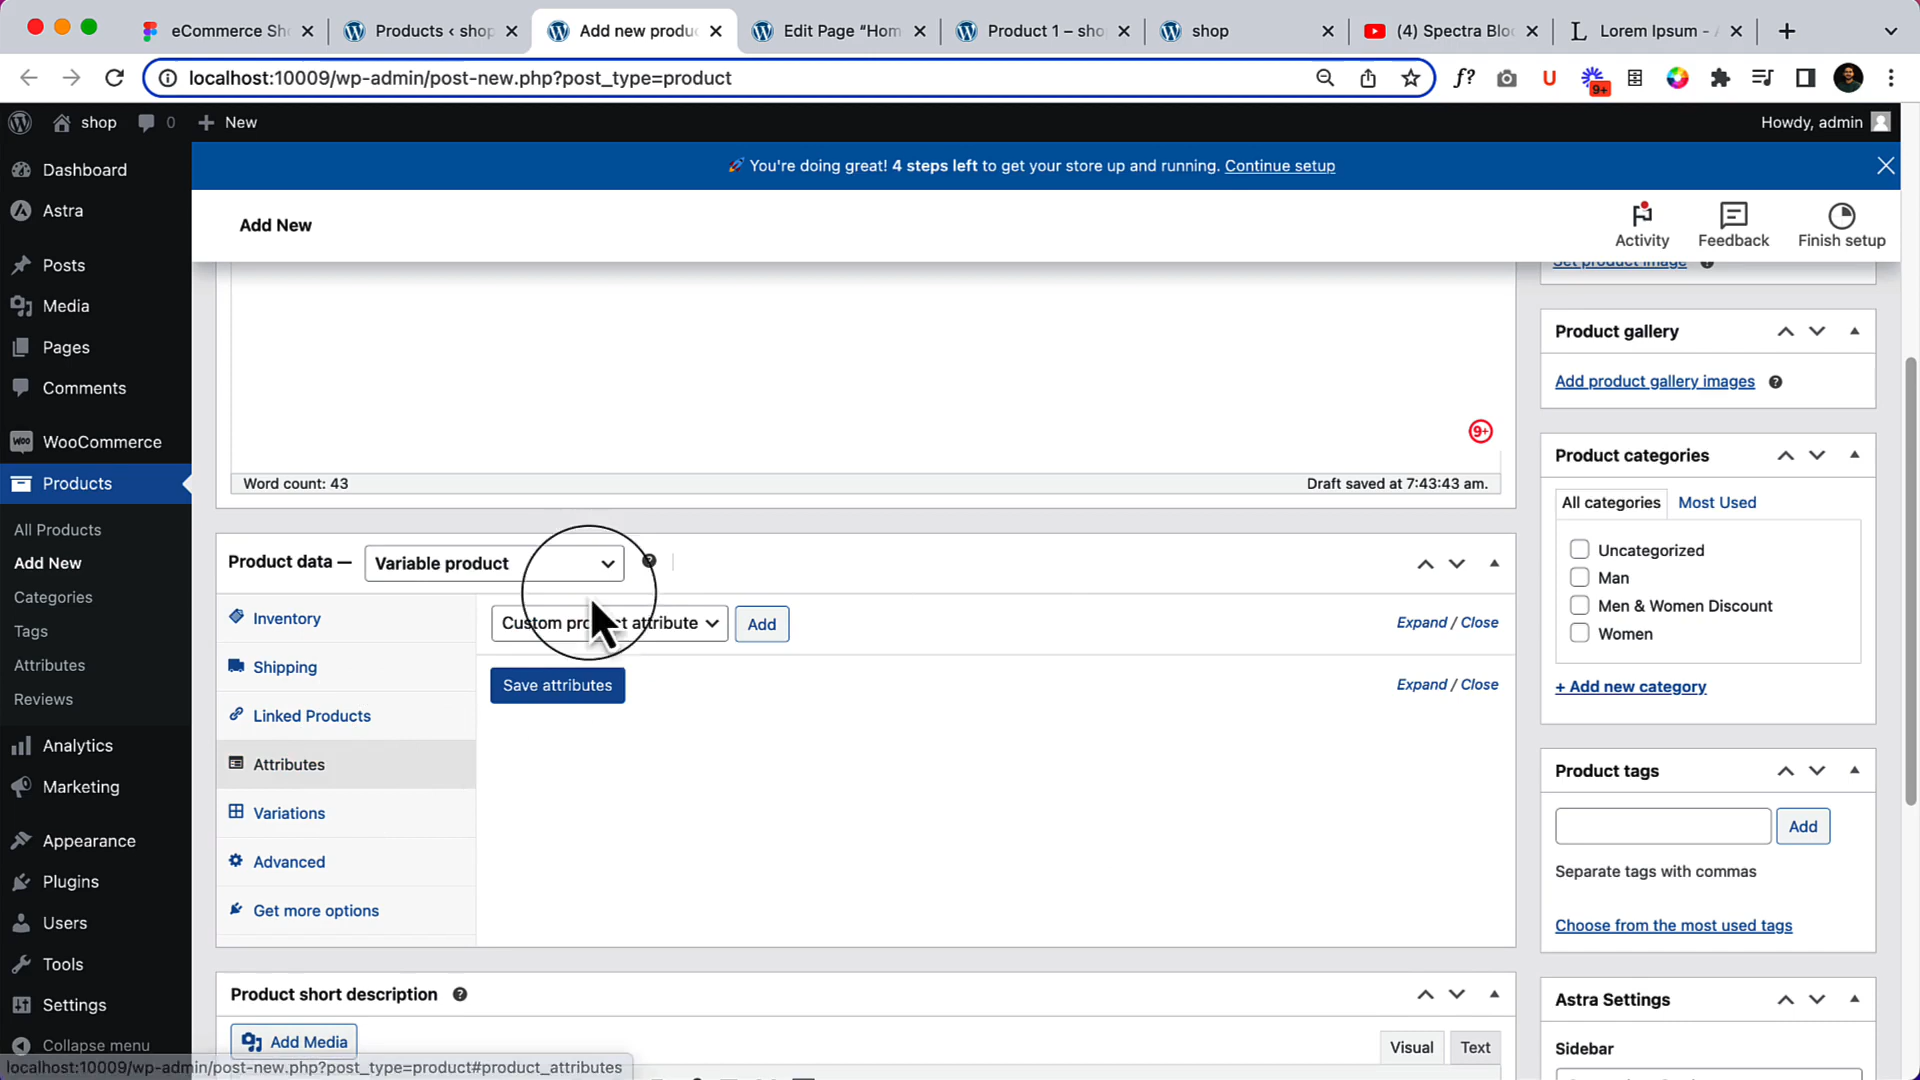 eCommerce Sho
Products ‹ shop
Add new produc
Edit Page “Hom
Product 1 – sho
shop
(4) Spectra Bloc
Lorem Ipsum - A
localhost:10009/wp-admin/post-new.php?post_type=product
f?
U
9+
shop
0
New
Howdy, admin
You're doing great! 4 steps left to get your store up and running. Continue setup
Add New
Activity
Feedback
Finish setup
Dashboard
Astra
Posts
Media
Pages
Comments
WooCommerce
Products
All Products
Add New
Categories
Tags
Attributes
Reviews
Analytics
Marketing
Appearance
Plugins
Users
Tools
Settings
Collapse menu
9+
Word count: 43
Draft saved at 7:43:43 am.
Product data —
Variable product
Inventory
Shipping
Linked Products
Attributes
Variations
Advanced
Get more options
Custom product attribute
Add
Expand / Close
Save attributes
Expand / Close
Product short description
Add Media
Visual
Text
Set product image
Product gallery
Add product gallery images
Product categories
All categories
Most Used
Uncategorized
Man
Men & Women Discount
Women
+ Add new category
Product tags
Add
Separate tags with commas
Choose from the most used tags
Astra Settings
Sidebar
localhost:10009/wp-admin/post-new.php?post_type=product#product_attributes